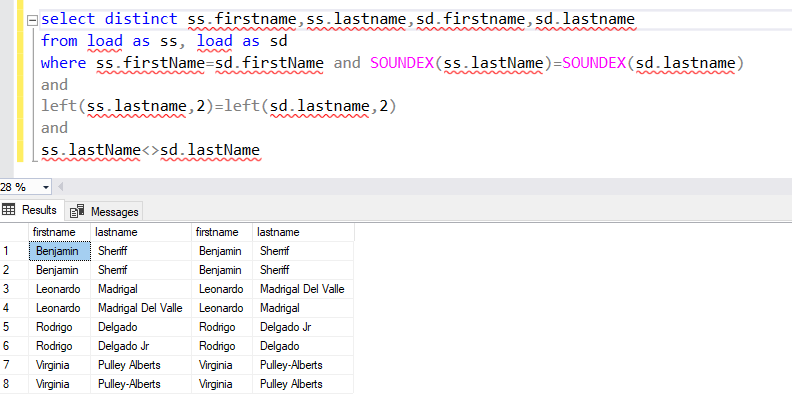 select distinct ss.firstname,ss.lastname,sd.firstname,sd.lastname
from load as ss, load as sd
where ss.firstName=sd.firstName and SOUNDEX(ss.lastName)=SOUNDEX(sd.lastname)
and
left(ss.lastname,2)=left(sd.lastname,2)
and
ss.lastName<>sd.lastName
28 %
Results Messages
firstname lastname firstname lastname
1 Benjamin Sheriff Benjamin Sherrif
2 Benjamin Sherrif Benjamin Sheriff
3 Leonardo Madrigal Leonardo Madrigal Del Valle
4 Leonardo Madrigal Del Valle Leonardo Madrigal
5 Rodrigo Delgado Rodrigo Delgado Jr
6 Rodrigo Delgado Jr Rodrigo Delgado
7 Virginia Pulley Alberts Virginia Pulley-Alberts
8 Virginia Pulley-Alberts Virginia Pulley Alberts